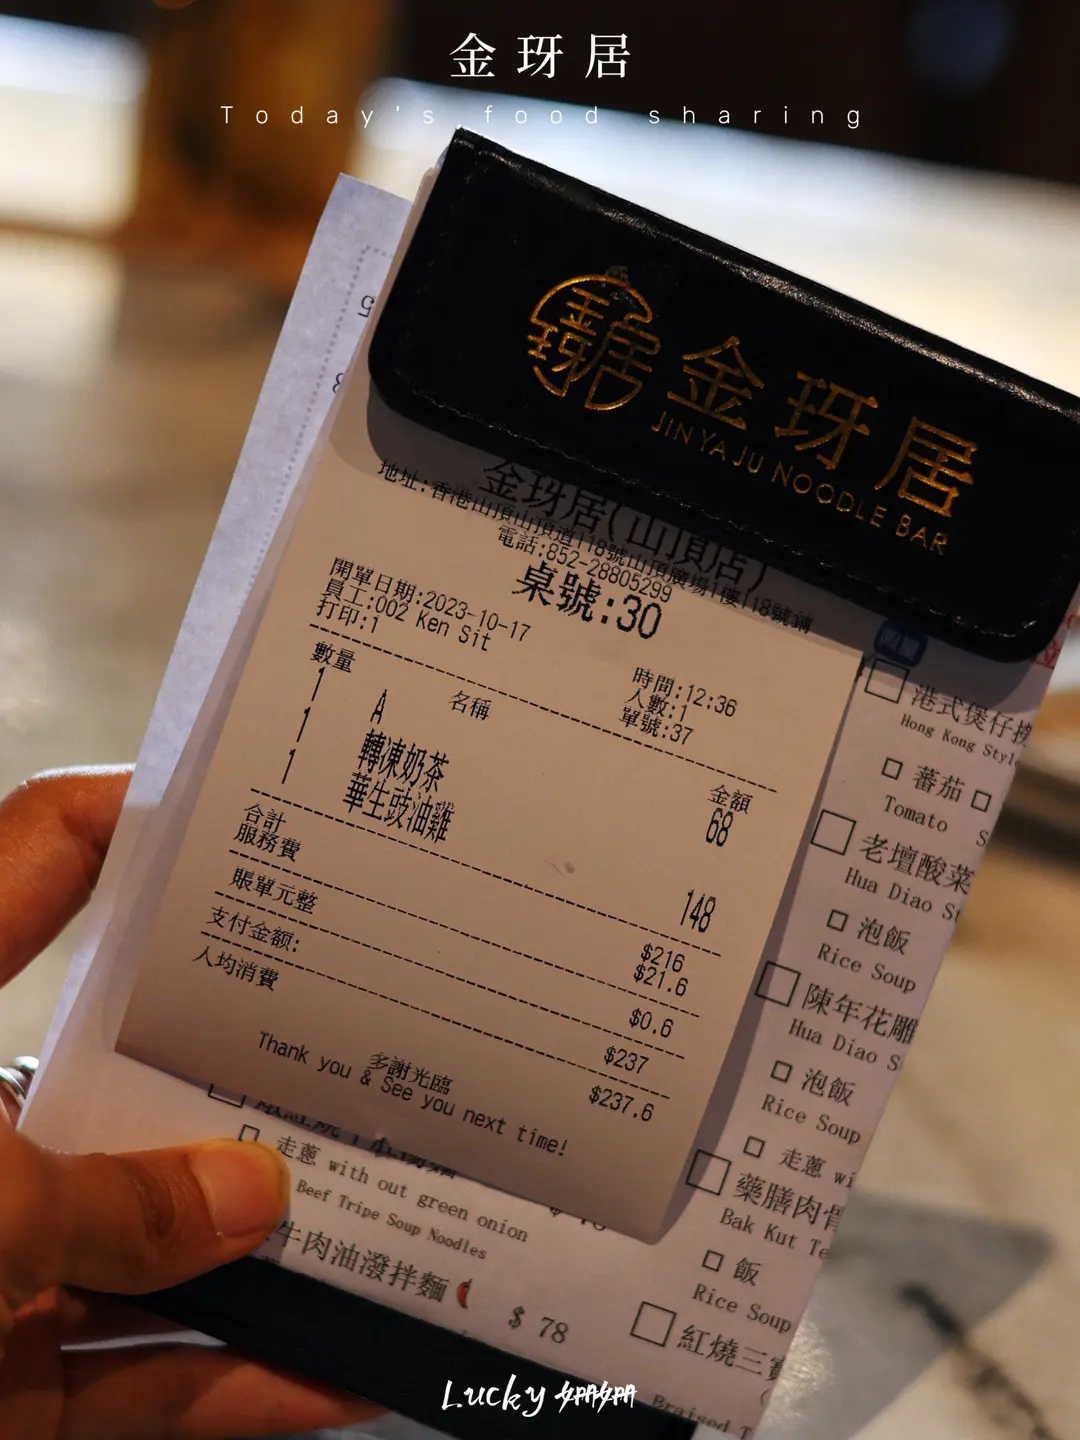 金玡居
Today's food sharing
金玡居
JIN YA JU NOODLE BAR
金玡居(山頂店)
地址:香港山頂山頂道118號山頂廣場1樓118號鋪
電話:852-28805299
桌號:30
開單日期:2023-10-17
時間:12:36
員工:002 Ken Sit
人數:1
打印:1
單號:37
數量 名稱 金額
1 A 68
1 轉凍奶茶
1 華生豉油雞 148
合計 $216
服務費 $21.6
賬單元整 $0.6
支付金額: $237
人均消費 $237.6
多謝光臨
Thank you & See you next time!
港式煲仔
Hong Kong Style
蕃茄
Tomato
老壇酸菜
Hua Diao
泡飯
Rice Soup
陳年花雕
Hua Diao
泡飯
Rice Soup
走蔥
藥膳肉骨
Bak Kut
飯
Rice Soup
紅燒三
走蔥 with out green onion
Beef Tripe Soup Noodles
牛肉油潑拌麵
$ 78
Lucky